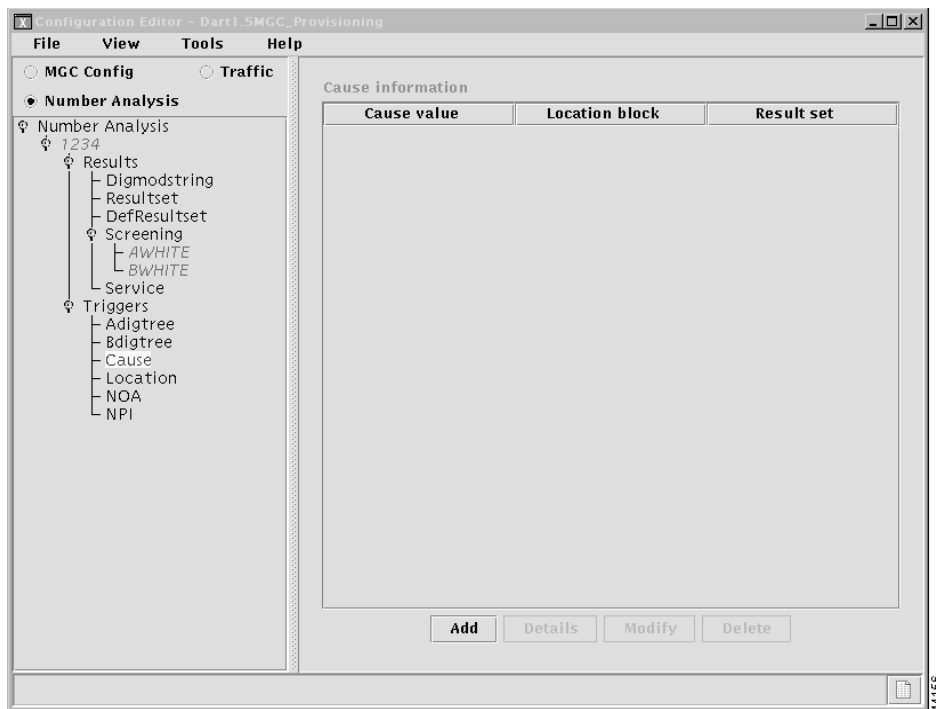 Configuration Editor – Dart1.5MGC_Provisioning
File View Tools Help
MGC Config Traffic
Number Analysis
Number Analysis
1234
Results
Digmodstring
Resultset
DefResultset
Screening
AWHITE
BWHITE
Service
Triggers
Adigtree
Bdigtree
Cause
Location
NOA
NPI
Cause information
Cause value Location block Result set
Add Details Modify Delete